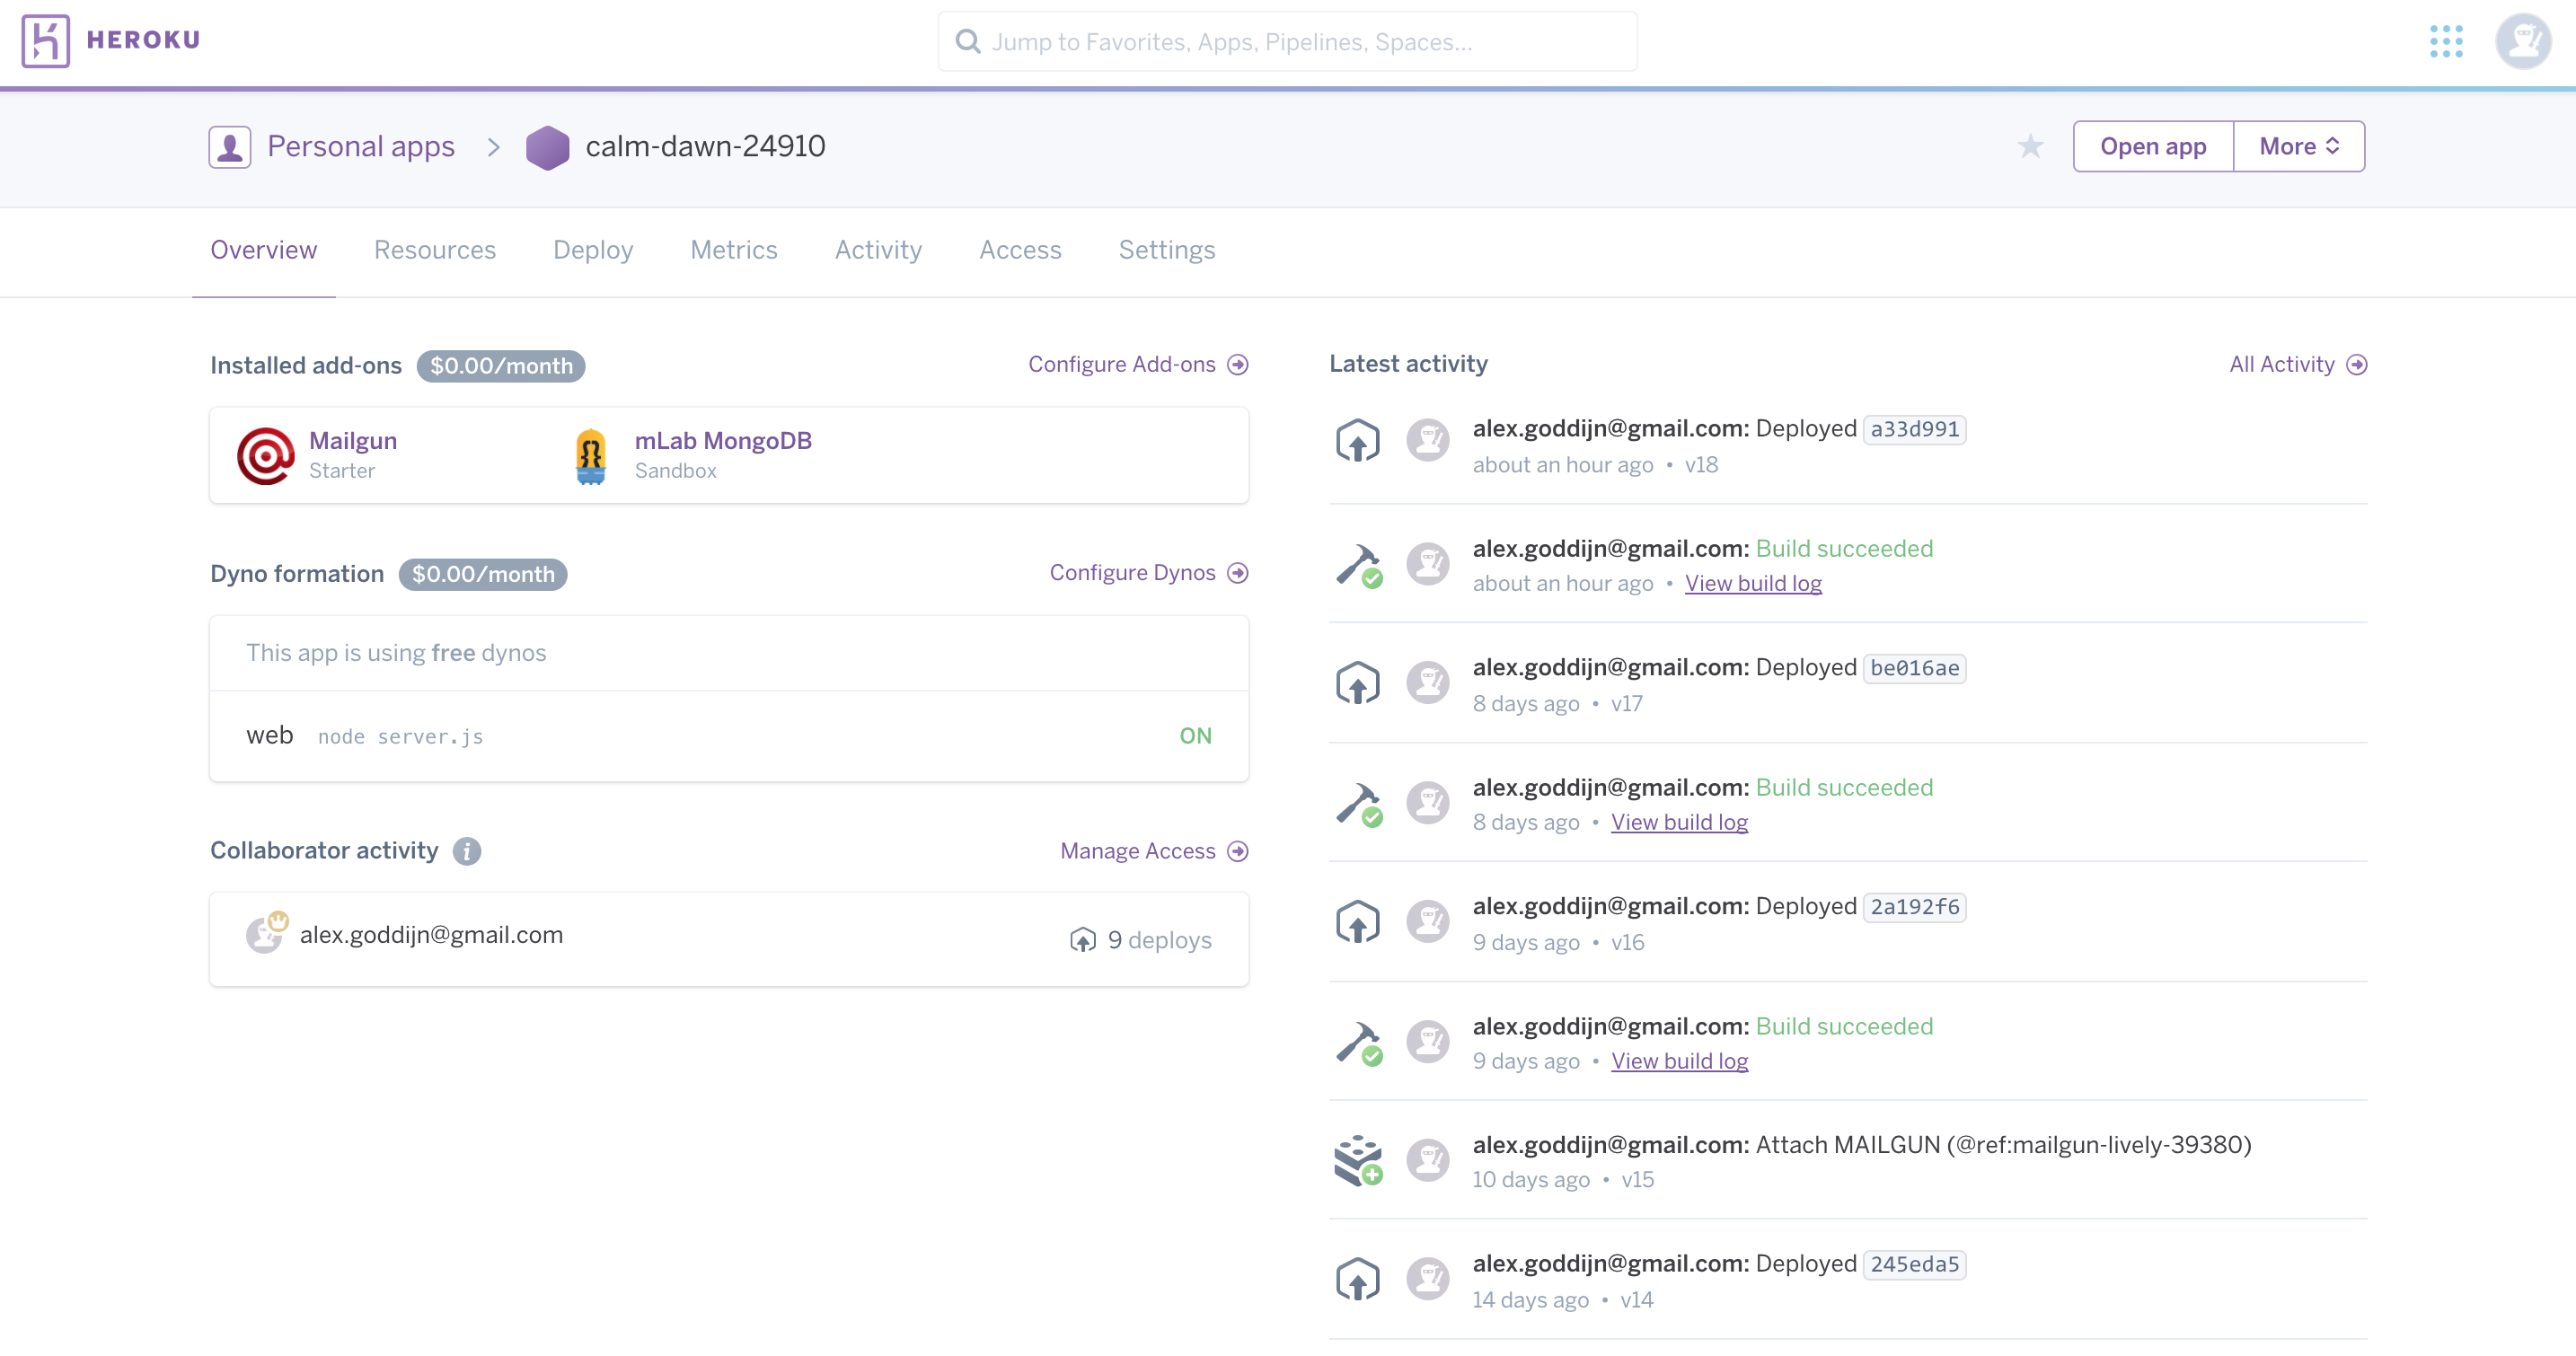 HEROKU
Jump to Favorites, Apps, Pipelines, Spaces...
Personal apps > calm-dawn-24910
Open app
More
Overview
Resources
Deploy
Metrics
Activity
Access
Settings
Installed add-ons $0.00/month
Configure Add-ons
Mailgun
Starter
mLab MongoDB
Sandbox
Dyno formation $0.00/month
Configure Dynos
This app is using free dynos
web node server.js ON
Collaborator activity i
Manage Access
alex.goddijn@gmail.com
9 deploys
Latest activity
All Activity
alex.goddijn@gmail.com: Deployed a33d991
about an hour ago • v18
alex.goddijn@gmail.com: Build succeeded
about an hour ago • View build log
alex.goddijn@gmail.com: Deployed be016ae
8 days ago • v17
alex.goddijn@gmail.com: Build succeeded
8 days ago • View build log
alex.goddijn@gmail.com: Deployed 2a192f6
9 days ago • v16
alex.goddijn@gmail.com: Build succeeded
9 days ago • View build log
alex.goddijn@gmail.com: Attach MAILGUN (@ref:mailgun-lively-39380)
10 days ago • v15
alex.goddijn@gmail.com: Deployed 245eda5
14 days ago • v14